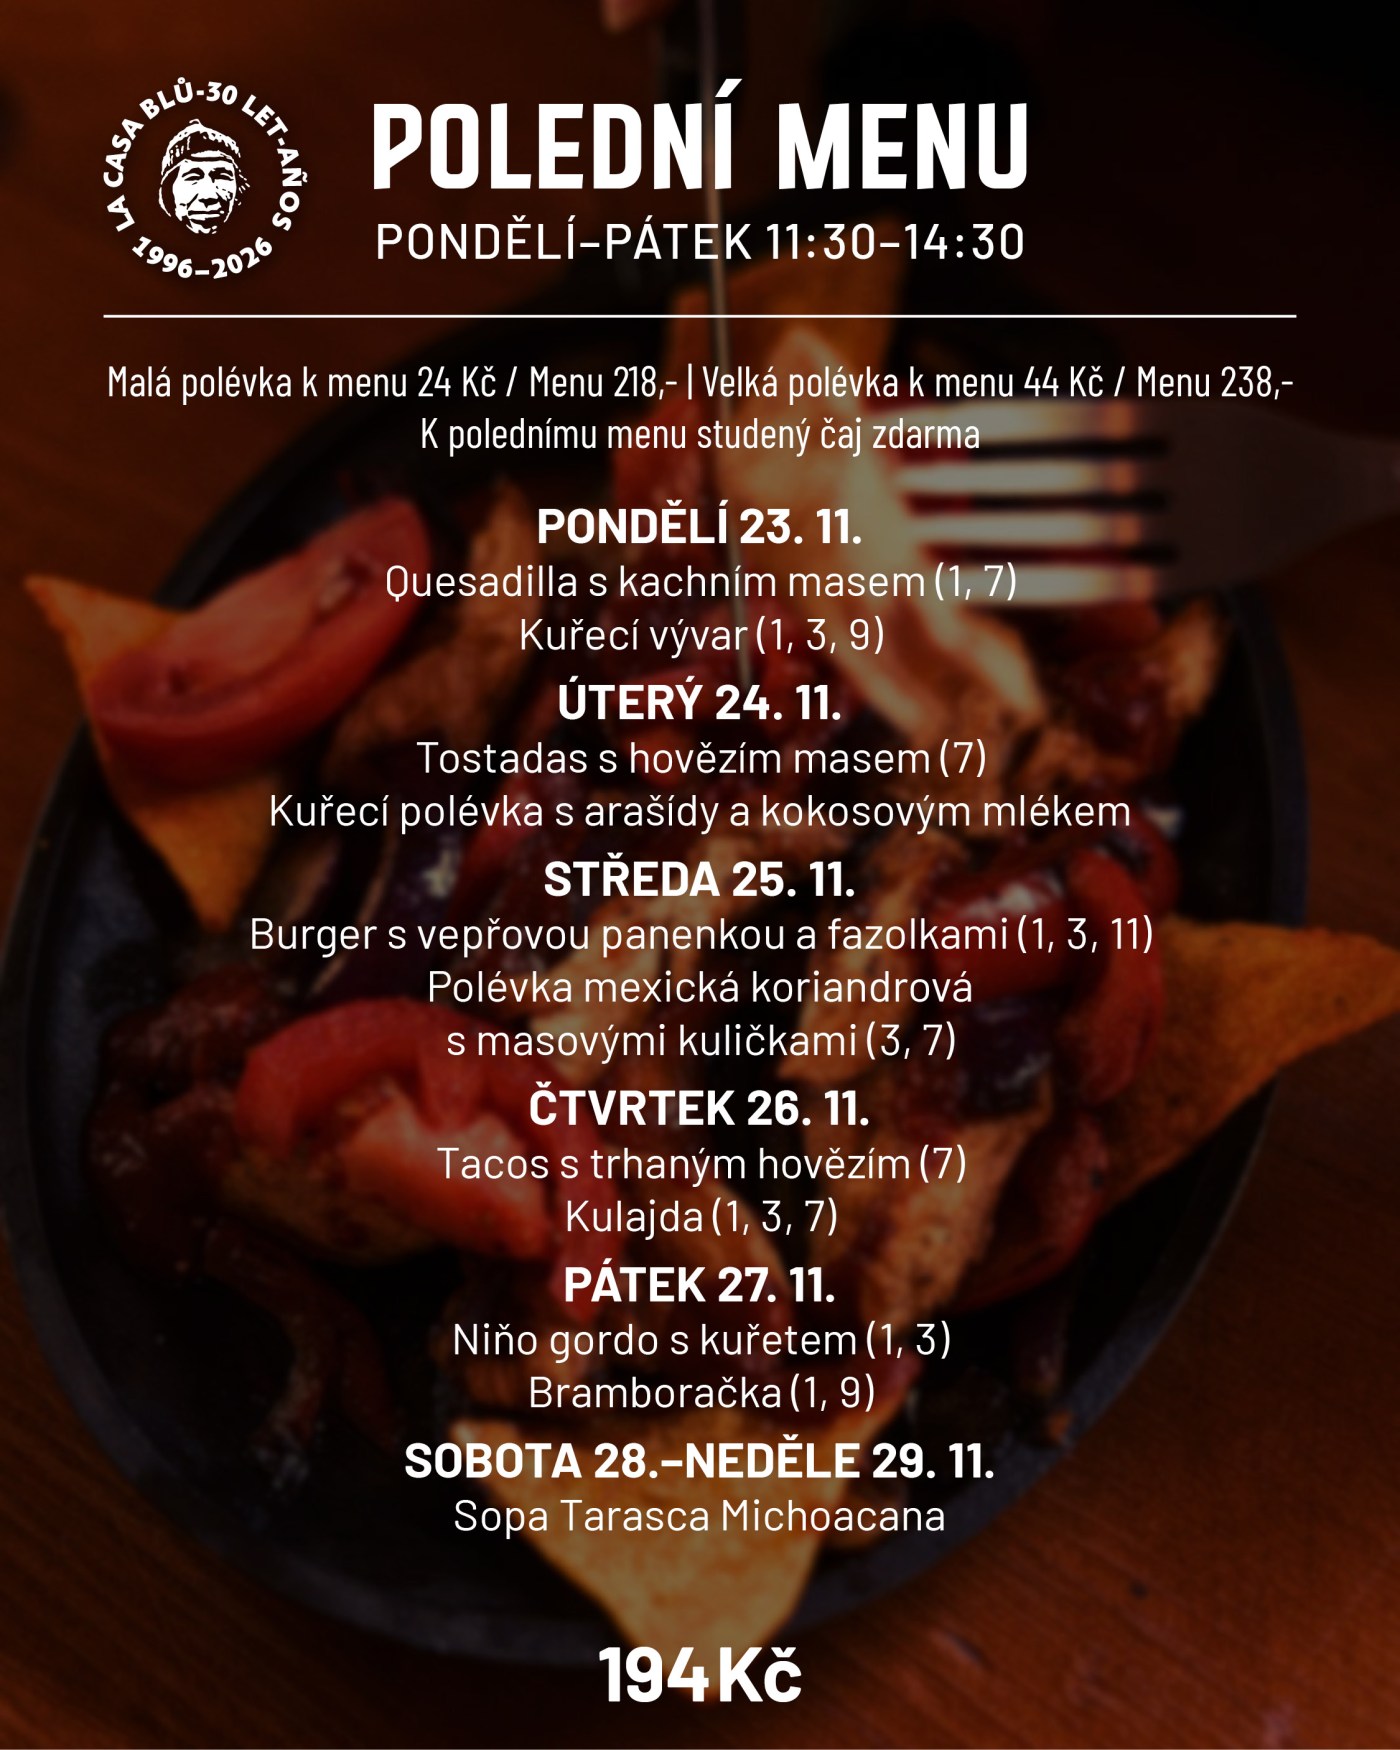 LA CASA BLŮ-30 LET-AÑOS
1996–2026
POLEDNÍ MENU
PONDĚLÍ–PÁTEK 11:30–14:30
Malá polévka k menu 24 Kč / Menu 218,- | Velká polévka k menu 44 Kč / Menu 238,-
K polednímu menu studený čaj zdarma
PONDĚLÍ 23. 11.
Quesadilla s kachním masem (1, 7)
Kuřecí vývar (1, 3, 9)
ÚTERÝ 24. 11.
Tostadas s hovězím masem (7)
Kuřecí polévka s arašídy a kokosovým mlékem
STŘEDA 25. 11.
Burger s vepřovou panenkou a fazolkami (1, 3, 11)
Polévka mexická koriandrová
s masovými kuličkami (3, 7)
ČTVRTEK 26. 11.
Tacos s trhaným hovězím (7)
Kulajda (1, 3, 7)
PÁTEK 27. 11.
Niňo gordo s kuřetem (1, 3)
Bramboračka (1, 9)
SOBOTA 28.–NEDĚLE 29. 11.
Sopa Tarasca Michoacana
194 Kč